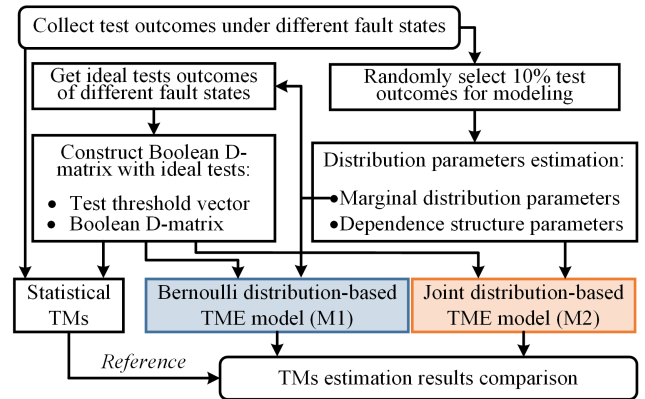 Collect test outcomes under different fault states
Get ideal tests outcomes
of different fault states
Randomly select 10% test
outcomes for modeling
Construct Boolean D-
matrix with ideal tests:
• Test threshold vector
• Boolean D-matrix
Distribution parameters estimation:
•Marginal distribution parameters
•Dependence structure parameters
Statistical
TMs
Bernoulli distribution-based
TME model (M1)
Joint distribution-based
TME model (M2)
Reference
TMs estimation results comparison